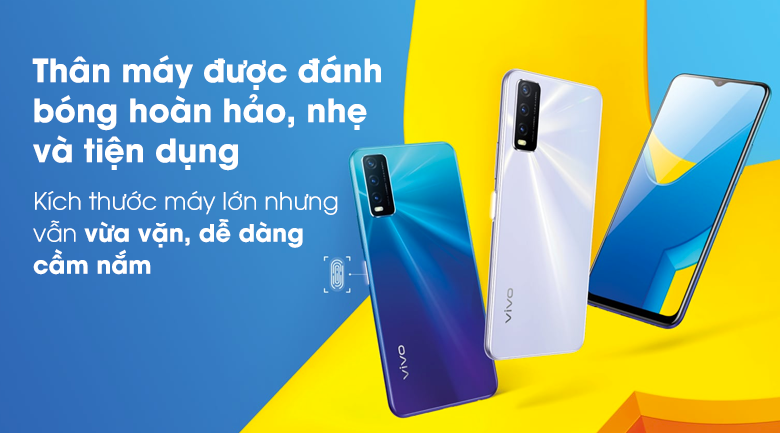 Thân máy được đánh
bóng hoàn hảo, nhẹ
và tiện dụng
Kích thước máy lớn nhưng
vẫn vừa vặn, dễ dàng
cầm nắm
vivo
vivo